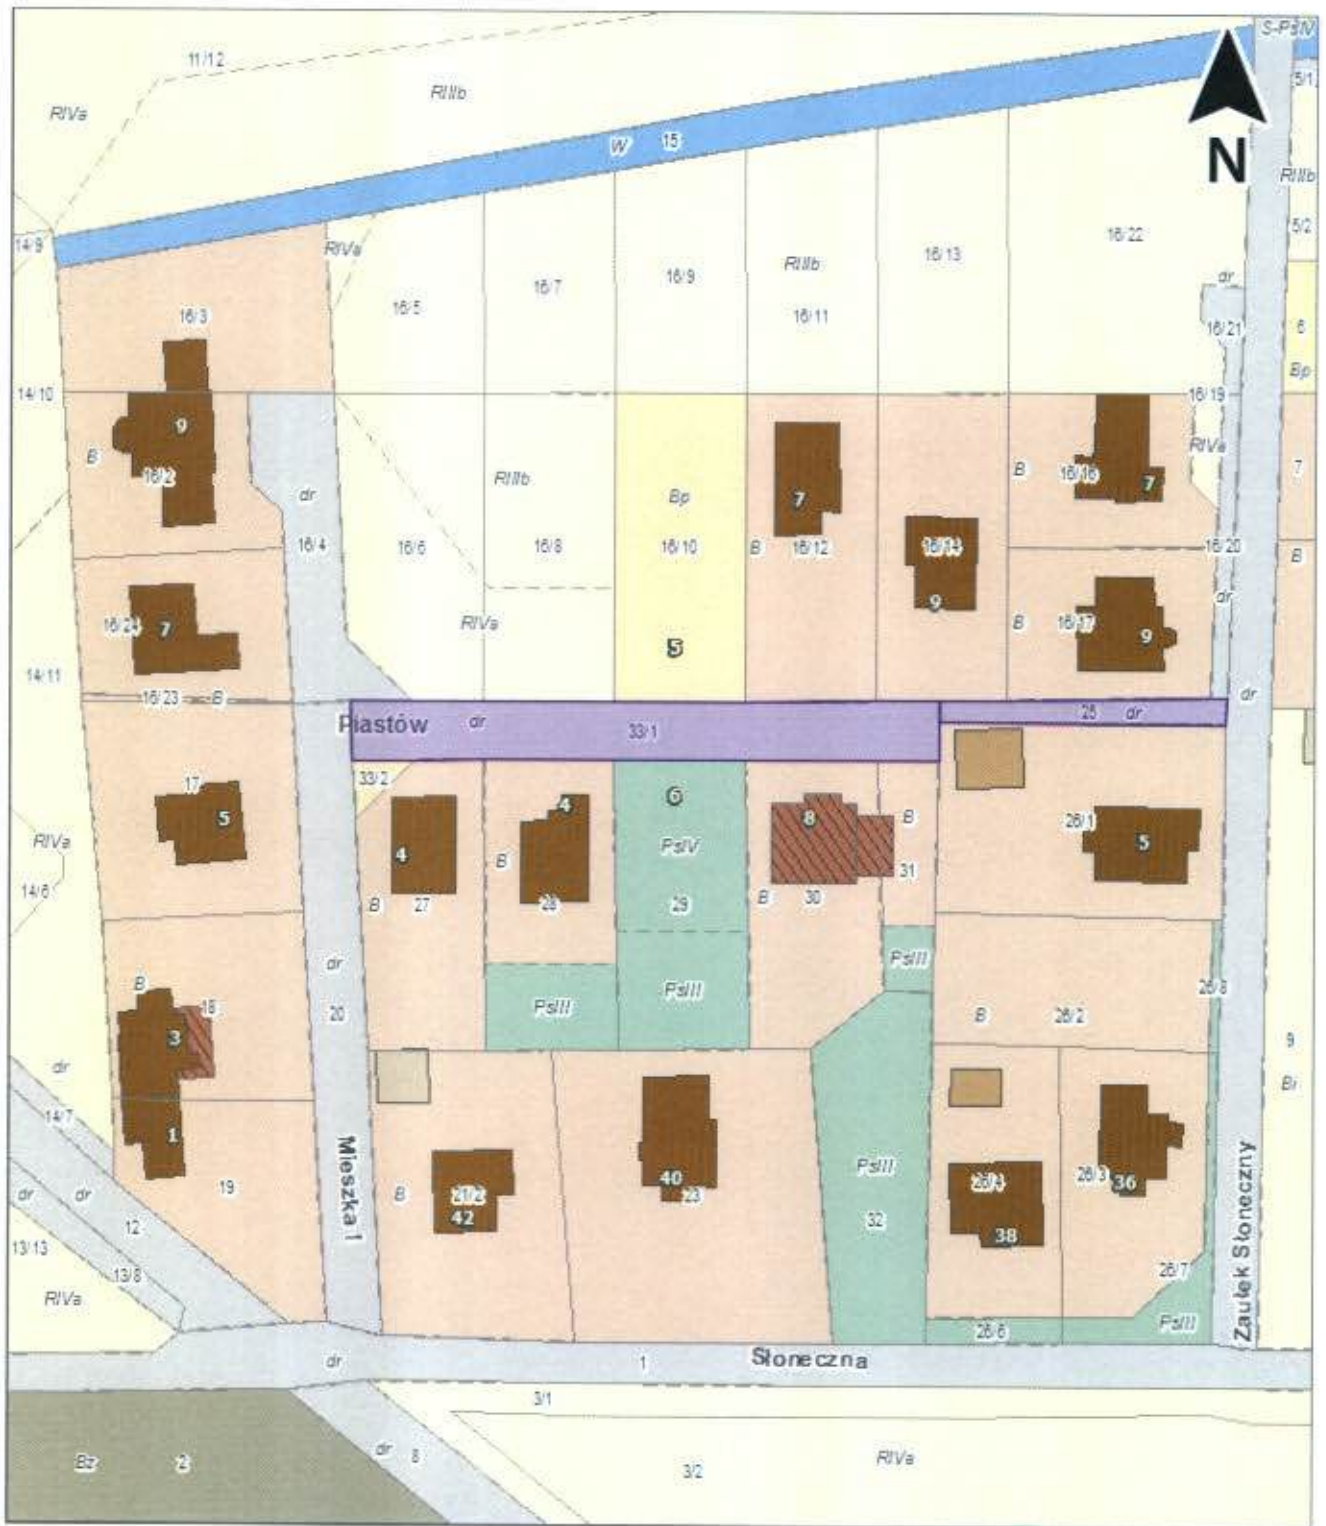 S-PsIV
11/12
5/1
RIIIb
RIVa
W 15
N
RIIIb
5/2
16/22
14/9
RIVa
16/13
RIIIb
16/9
dr
16/7
16/5
16/3
16/11
16/21
6
Bp
14/10
16/19
9
RIVa
B
16/2
RIIIb
B
16/16
7
7
dr
Bp
7
16/4
16/6
16/8
16/10
B
16/12
16/14
16/20
B
dr
9
16/24
7
RIVa
B
16/17
9
5
14/11
16/23
B
dr
Piastów
dr
33/1
25
dr
33/2
17
5
4
4
6
8
B
26/1
5
RIVa
PsIV
B
31
14/6
B
27
28
29
B
30
dr
PsIII
B
18
PsIII
PsIII
26/8
20
B
26/2
3
9
dr
Bi
14/7
1
Mieszka I
PsIII
40
26/3
36
19
B
21/2
23
26/4
dr
dr
42
32
12
38
13/13
26/7
13/8
RIVa
PsIII
26/6
Zaułek Słoneczny
dr
1
Słoneczna
3/1
dr
8
Bz
2
3/2
RIVa